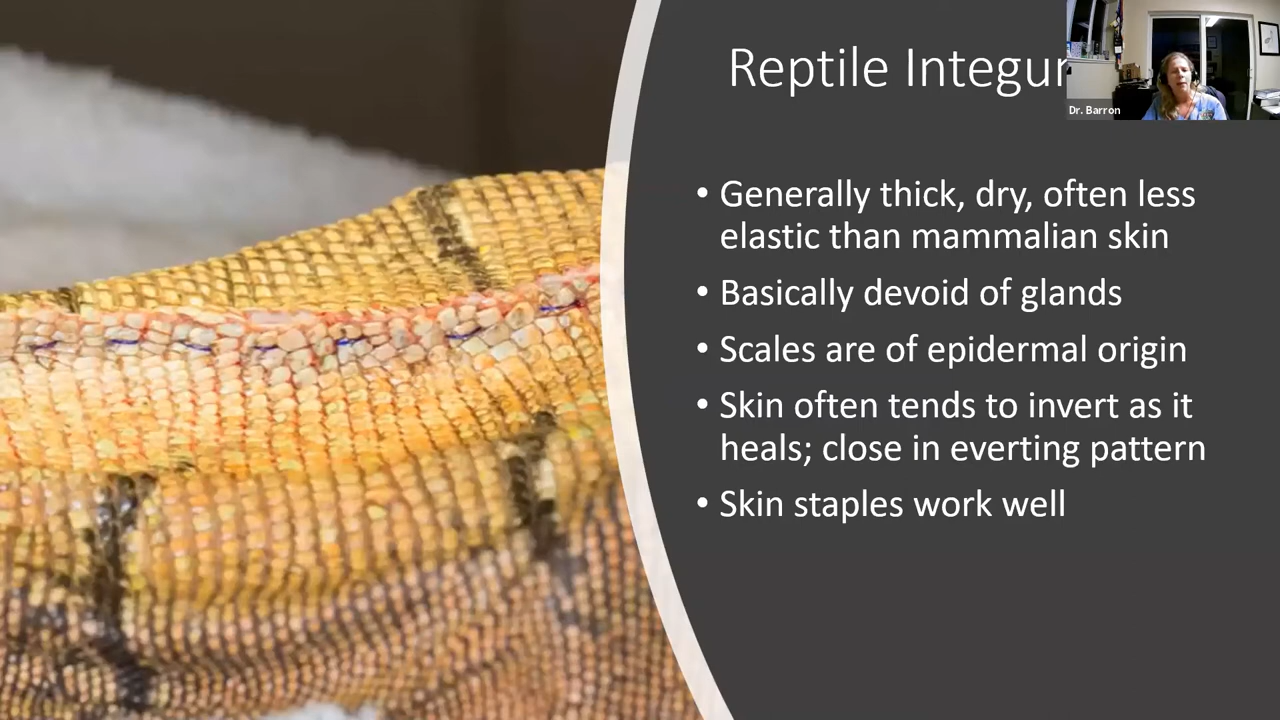 Reptile Integu
Dr. Barron
• Generally thick, dry, often less
elastic than mammalian skin
• Basically devoid of glands
• Scales are of epidermal origin
• Skin often tends to invert as it
heals; close in everting pattern
• Skin staples work well